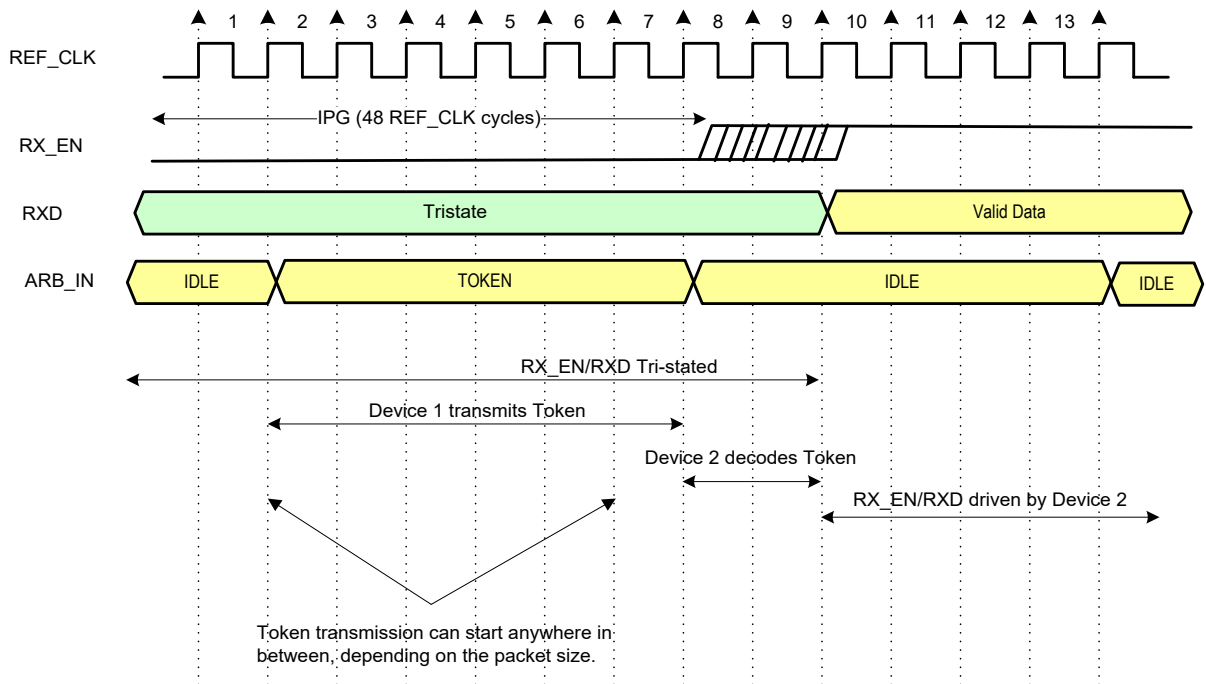 1 2 3 4 5 6 7 8 9 10 11 12 13
REF_CLK
IPG (48 REF_CLK cycles)
RX_EN
RXD
Tristate
Valid Data
ARB_IN
IDLE
TOKEN
IDLE
IDLE
RX_EN/RXD Tri-stated
Device 1 transmits Token
Device 2 decodes Token
RX_EN/RXD driven by Device 2
Token transmission can start anywhere in
between, depending on the packet size.